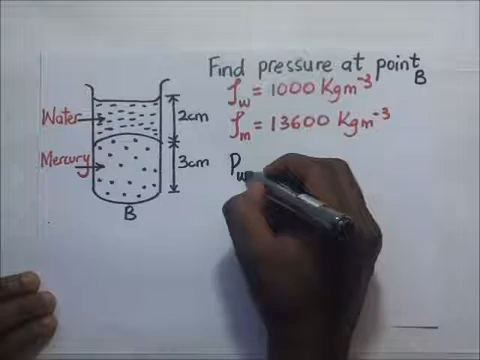 Find pressure at point B
ρw = 1000 Kgm⁻³
ρm = 13600 Kgm⁻³
Water
2cm
Mercury
3cm
Pw
B